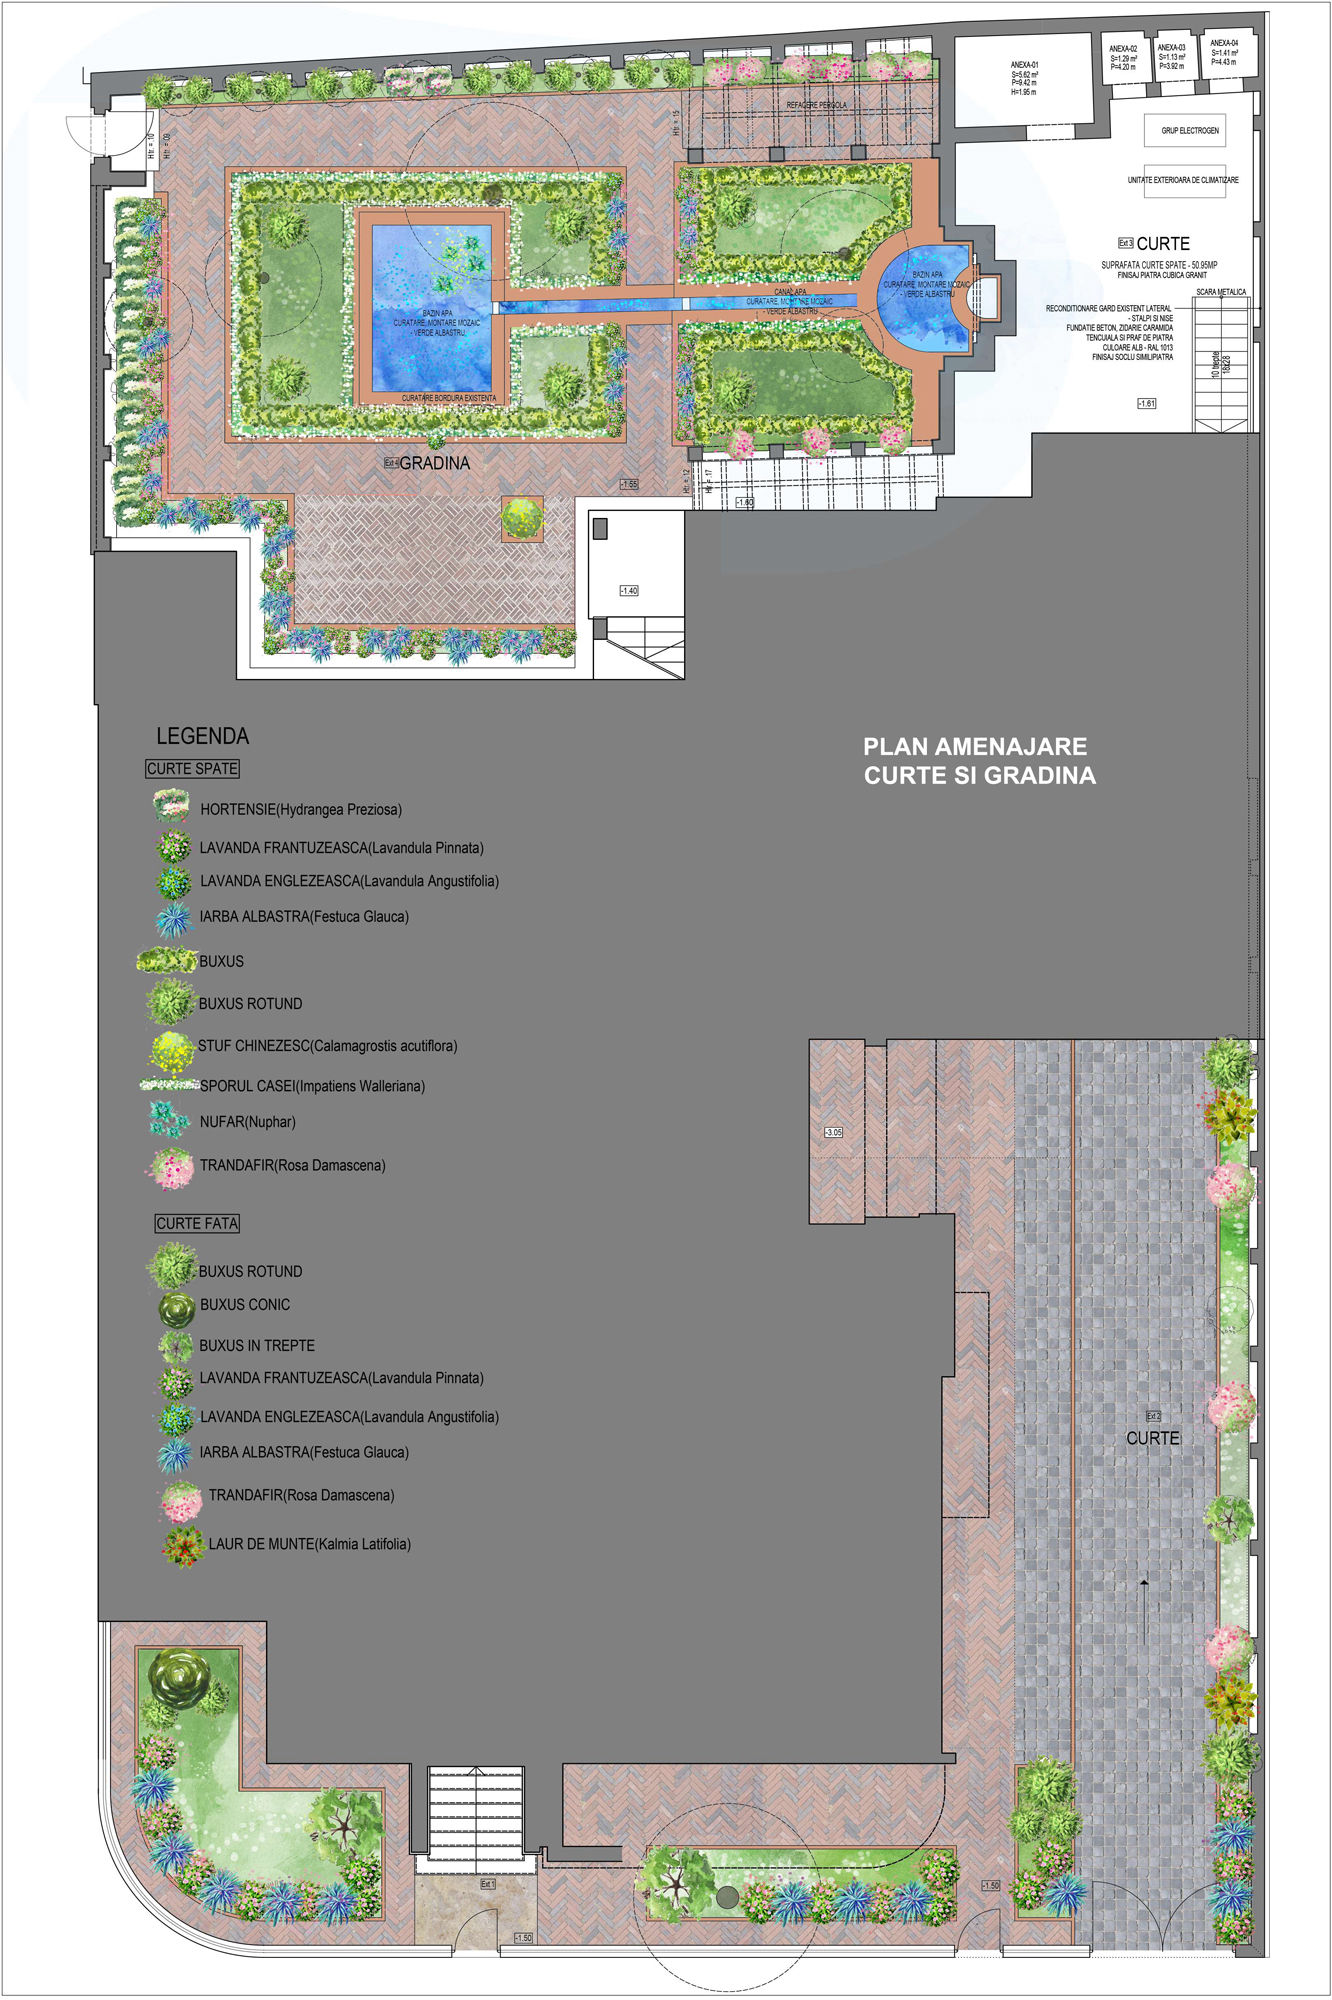 ANEXA-01
S=5.62 m²
P=9.42 m
H=1.95 m
ANEXA-02
S=1.29 m²
P=4.20 m
ANEXA-03
S=1.13 m²
P=3.92 m
ANEXA-04
S=1.41 m²
P=4.43 m
REFACERE PERGOLA
GRUP ELECTROGEN
UNITATE EXTERIOARA DE CLIMATIZARE
Ext 3 CURTE
SUPRAFATA CURTE SPATE - 50.95MP
FINISAJ PIATRA CUBICA GRANIT
SCARA METALICA
RECONDITIONARE GARD EXISTENT LATERAL
- STALPI SI NISE
FUNDATIE BETON, ZIDARIE CARAMIDA
TENCUIALA SI PRAF DE PIATRA
CULOARE ALB - RAL 1013
FINISAJ SOCLU SIMILIPIATRA
10 trepte
-1.61
Htr. = .10
Htr. = .09
Htr. = .15
BAZIN APA
CURATARE, MONTARE MOZAIC
- VERDE ALBASTRU
CANAL APA
CURATARE, MONTARE MOZAIC
- VERDE ALBASTRU
BAZIN APA
CURATARE, MONTARE MOZAIC
- VERDE ALBASTRU
CURATARE BORDURA EXISTENTA
Ext 4 GRADINA
-1.55
Htr. = .12
Htr. = .17
-1.60
-1.40
PLAN AMENAJARE
CURTE SI GRADINA
LEGENDA
CURTE SPATE
HORTENSIE(Hydrangea Preziosa)
LAVANDA FRANTUZEASCA(Lavandula Pinnata)
LAVANDA ENGLEZEASCA(Lavandula Angustifolia)
IARBA ALBASTRA(Festuca Glauca)
BUXUS
BUXUS ROTUND
STUF CHINEZESC(Calamagrostis acutiflora)
SPORUL CASEI(Impatiens Walleriana)
NUFAR(Nuphar)
TRANDAFIR(Rosa Damascena)
CURTE FATA
BUXUS ROTUND
BUXUS CONIC
BUXUS IN TREPTE
LAVANDA FRANTUZEASCA(Lavandula Pinnata)
LAVANDA ENGLEZEASCA(Lavandula Angustifolia)
IARBA ALBASTRA(Festuca Glauca)
TRANDAFIR(Rosa Damascena)
LAUR DE MUNTE(Kalmia Latifolia)
-3.05
Ext 2
CURTE
Ext 1
-1.50
-1.50